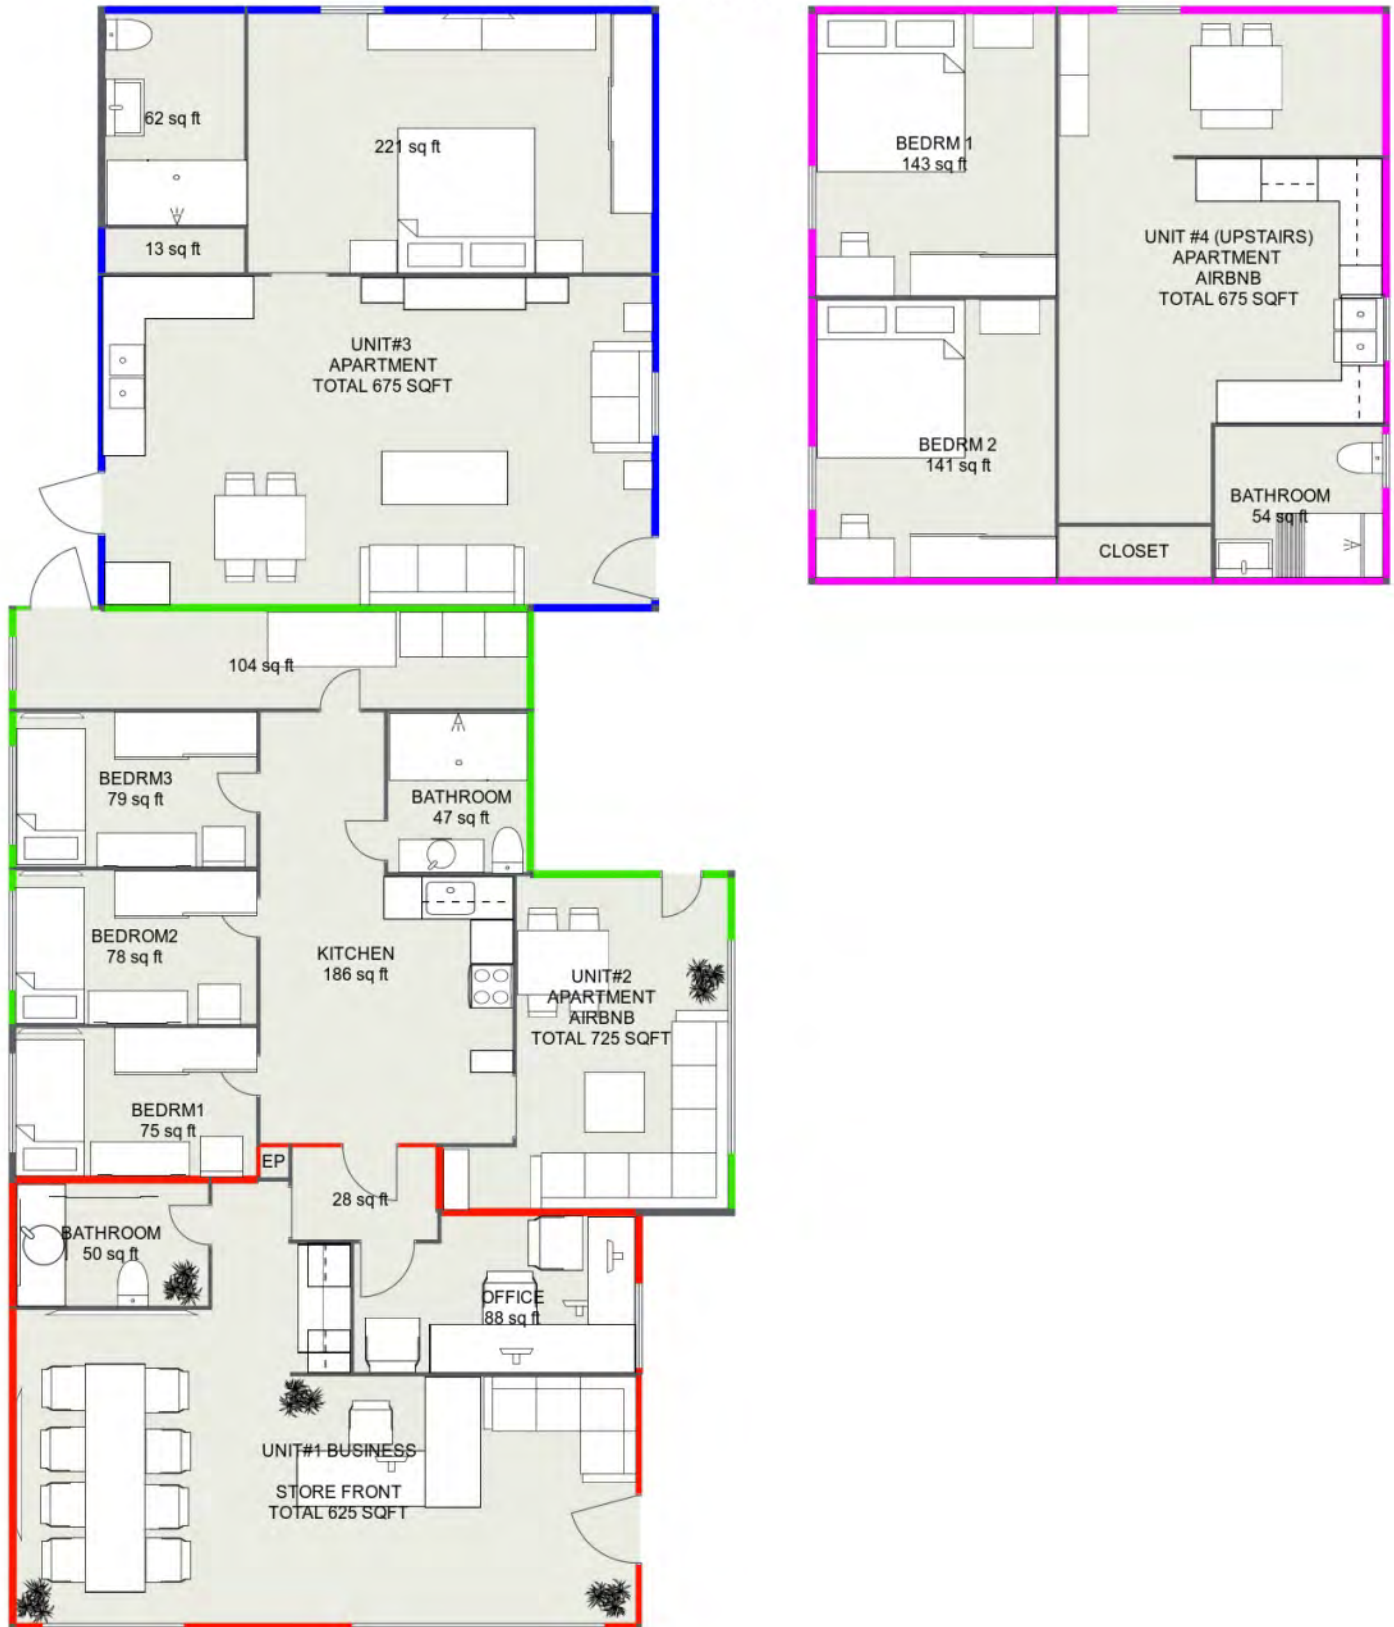 62 sq ft
221 sq ft
13 sq ft
UNIT#3
APARTMENT
TOTAL 675 SQFT
BEDRM 1
143 sq ft
UNIT #4 (UPSTAIRS)
APARTMENT
AIRBNB
TOTAL 675 SQFT
BEDRM 2
141 sq ft
BATHROOM
54 sq ft
CLOSET
104 sq ft
BEDRM3
79 sq ft
BATHROOM
47 sq ft
BEDROM2
78 sq ft
KITCHEN
186 sq ft
UNIT#2
APARTMENT
AIRBNB
TOTAL 725 SQFT
BEDRM1
75 sq ft
EP
28 sq ft
BATHROOM
50 sq ft
OFFICE
88 sq ft
UNIT#1 BUSINESS
STORE FRONT
TOTAL 625 SQFT